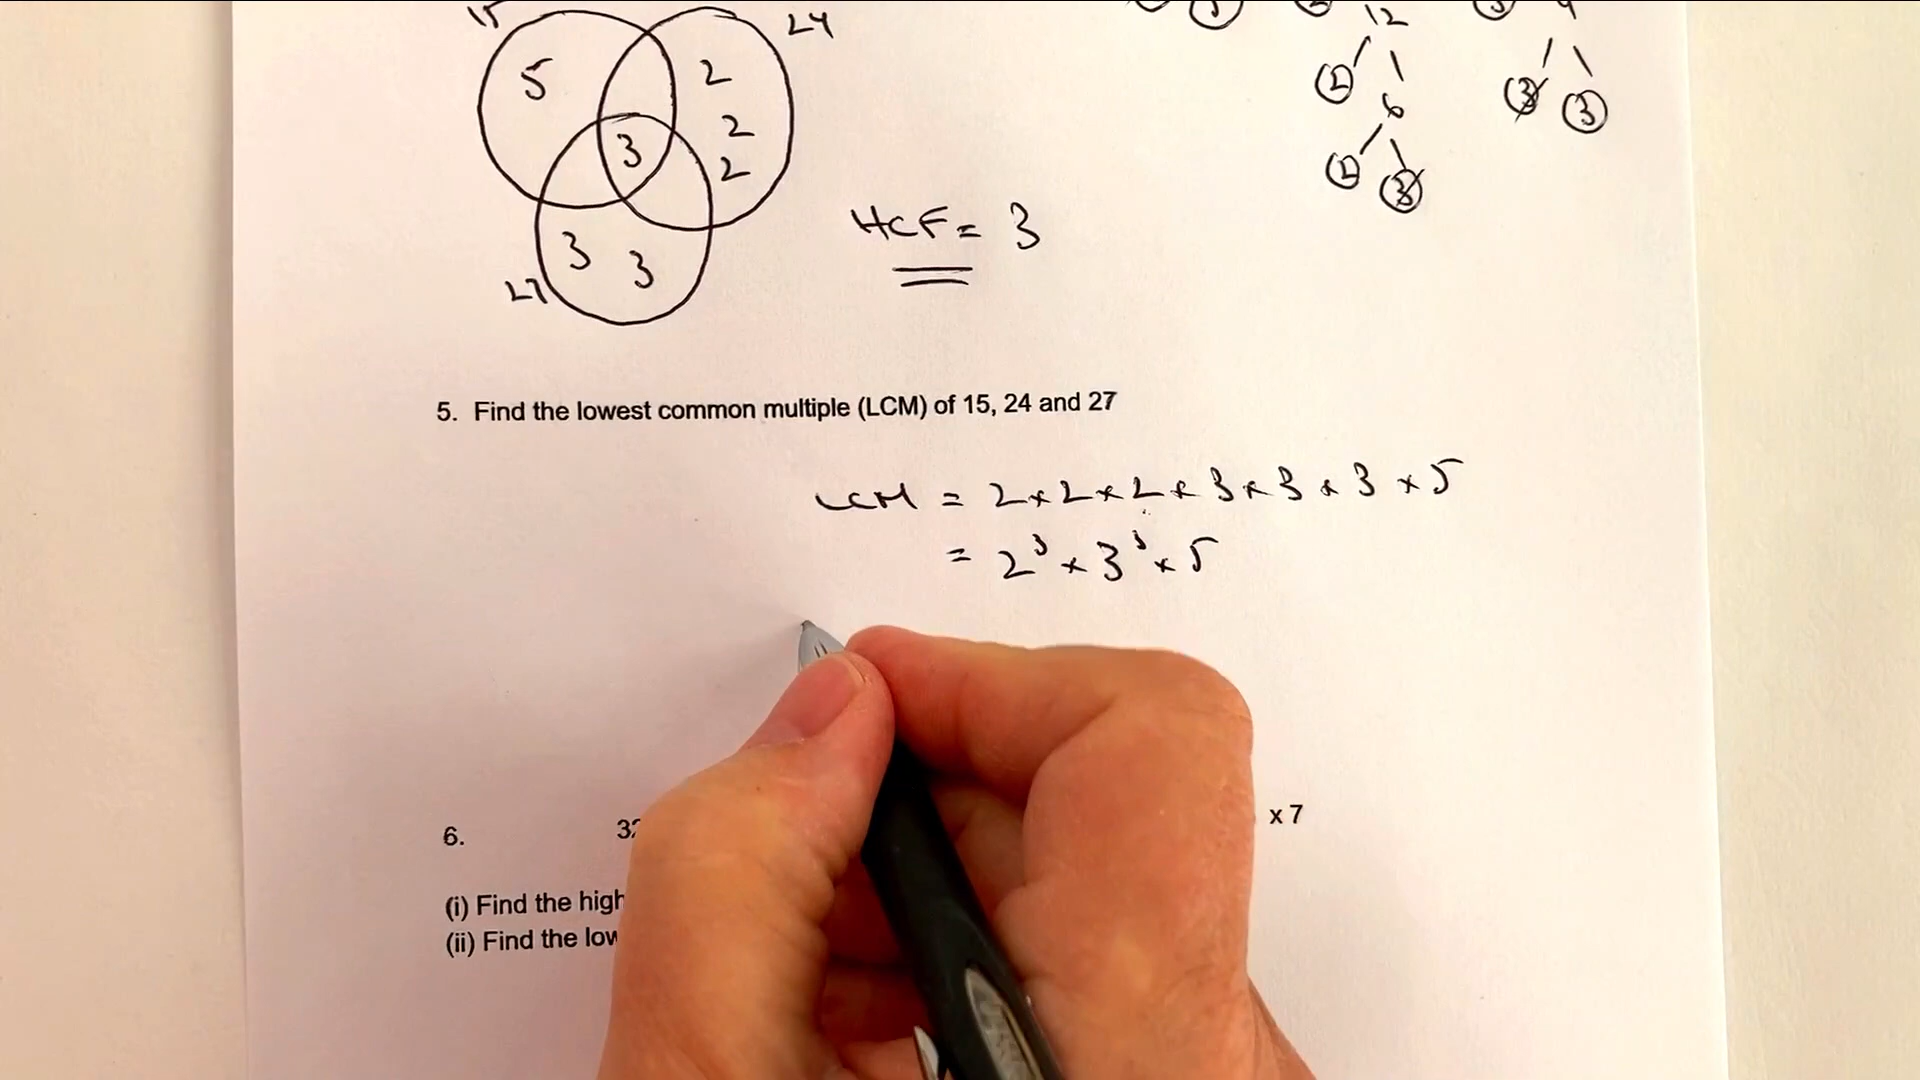 15
24
12
5
2
2
3
2
3
2
6
3
2
3
HCF = 3
3 3
27
5. Find the lowest common multiple (LCM) of 15, 24 and 27
LCM = 2 × 2 × 2 × 3 × 3 × 3 × 5
= 2³ × 3³ × 5
6. x 7
(i) Find the high
(ii) Find the low